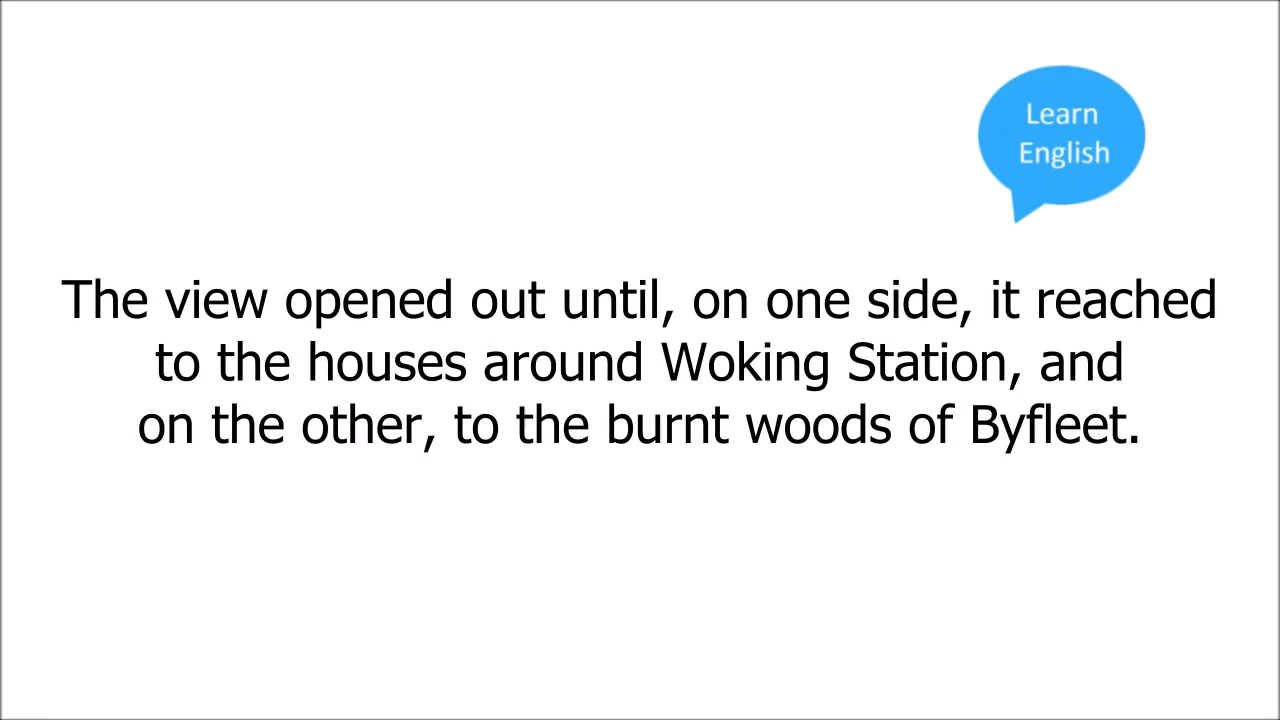 Learn
English
The view opened out until, on one side, it reached
to the houses around Woking Station, and
on the other, to the burnt woods of Byfleet.